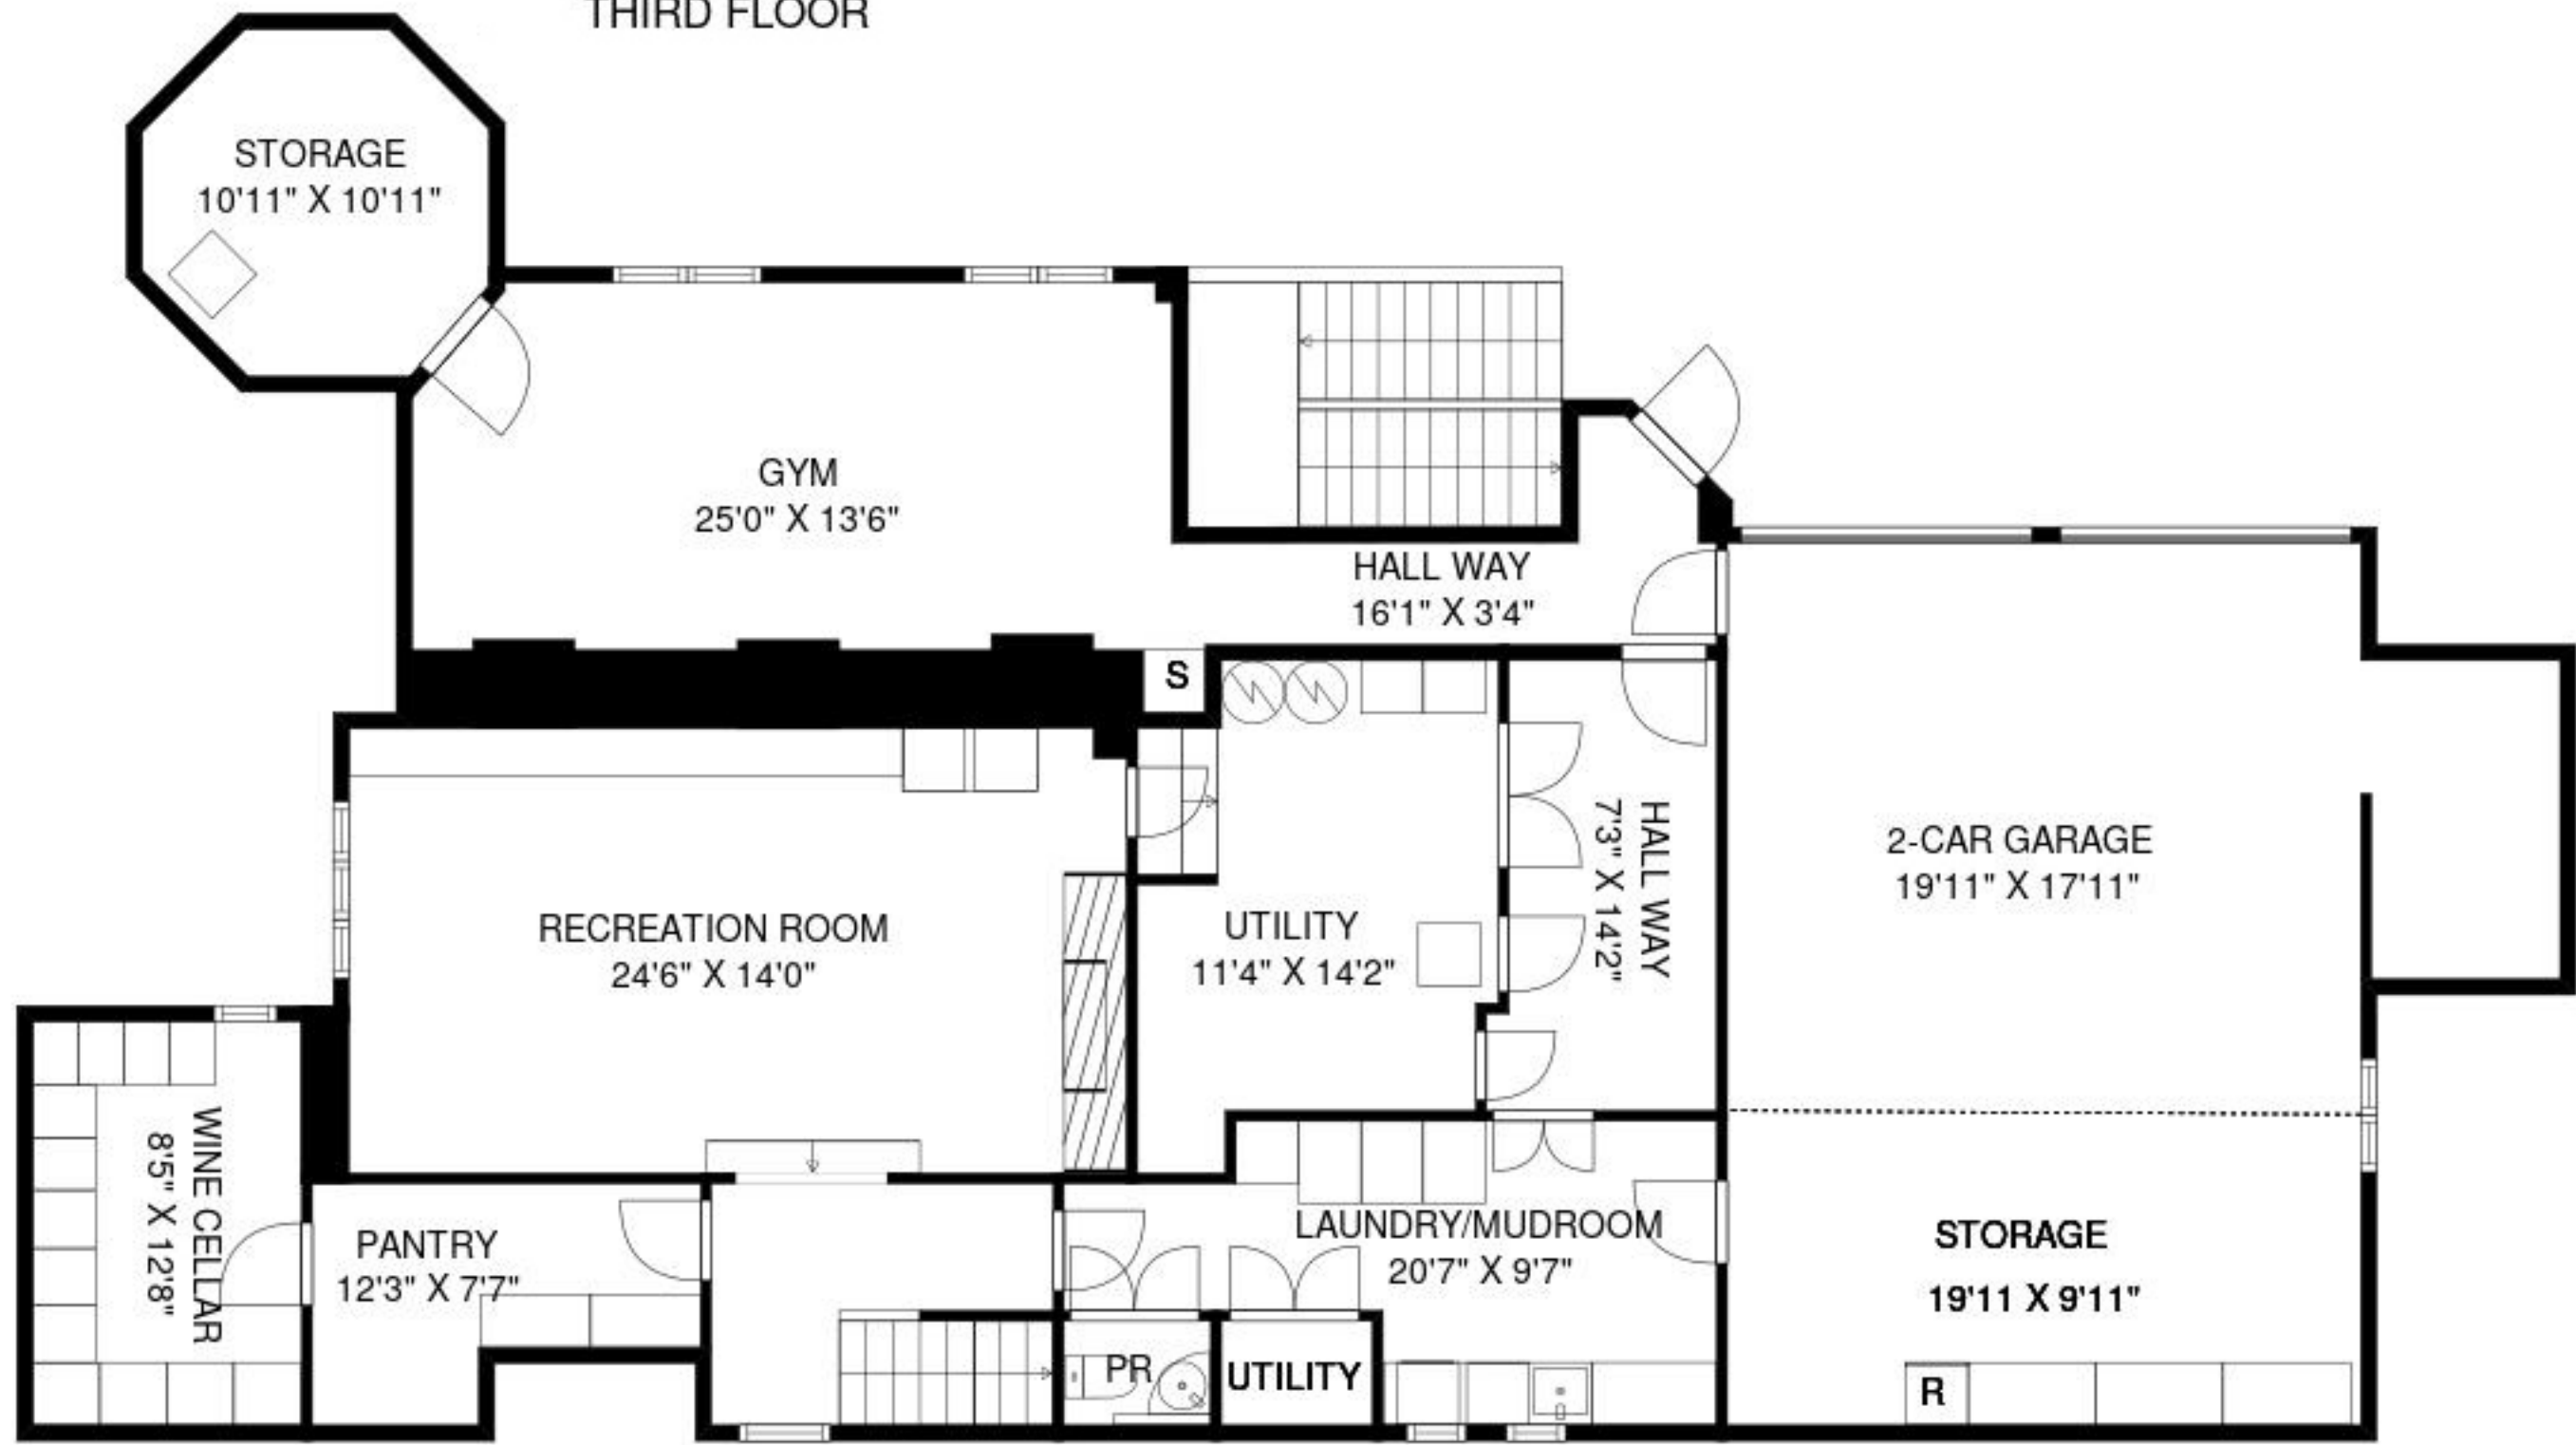 THIRD FLOOR
STORAGE
10'11" X 10'11"
GYM
25'0" X 13'6"
HALL WAY
16'1" X 3'4"
S
HALL WAY
7'3" X 14'2"
2-CAR GARAGE
19'11" X 17'11"
RECREATION ROOM
24'6" X 14'0"
UTILITY
11'4" X 14'2"
WINE CELLAR
8'5" X 12'8"
PANTRY
12'3" X 7'7"
LAUNDRY/MUDROOM
20'7" X 9'7"
STORAGE
19'11 X 9'11"
PR
UTILITY
R